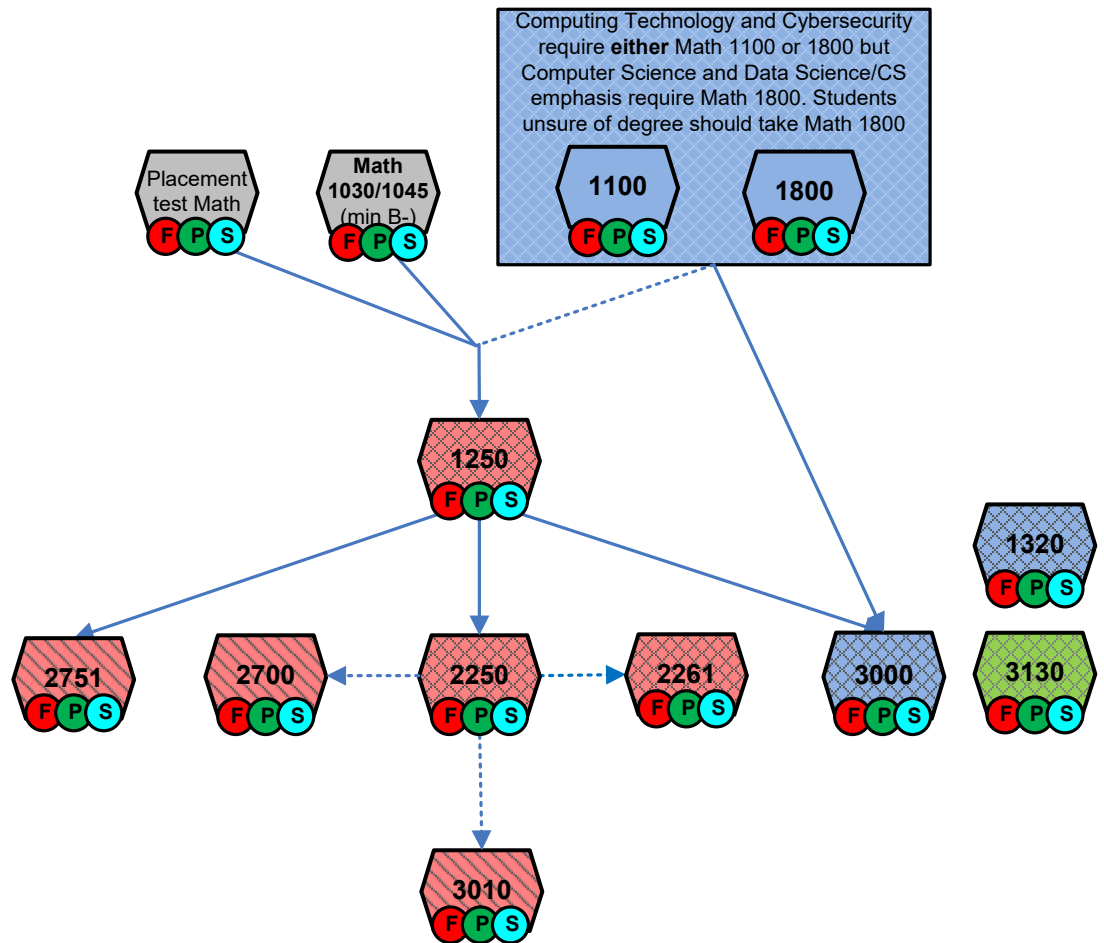 Computing Technology and Cybersecurity
require either Math 1100 or 1800 but
Computer Science and Data Science/CS
emphasis require Math 1800. Students
unsure of degree should take Math 1800
Placement
test Math
F P S
Math
1030/1045
(min B-)
F P S
1100
F P S
1800
F P S
1250
F P S
1320
F P S
2751
F P S
2700
F P S
2250
F P S
2261
F P S
3000
F P S
3130
F P S
3010
F P S